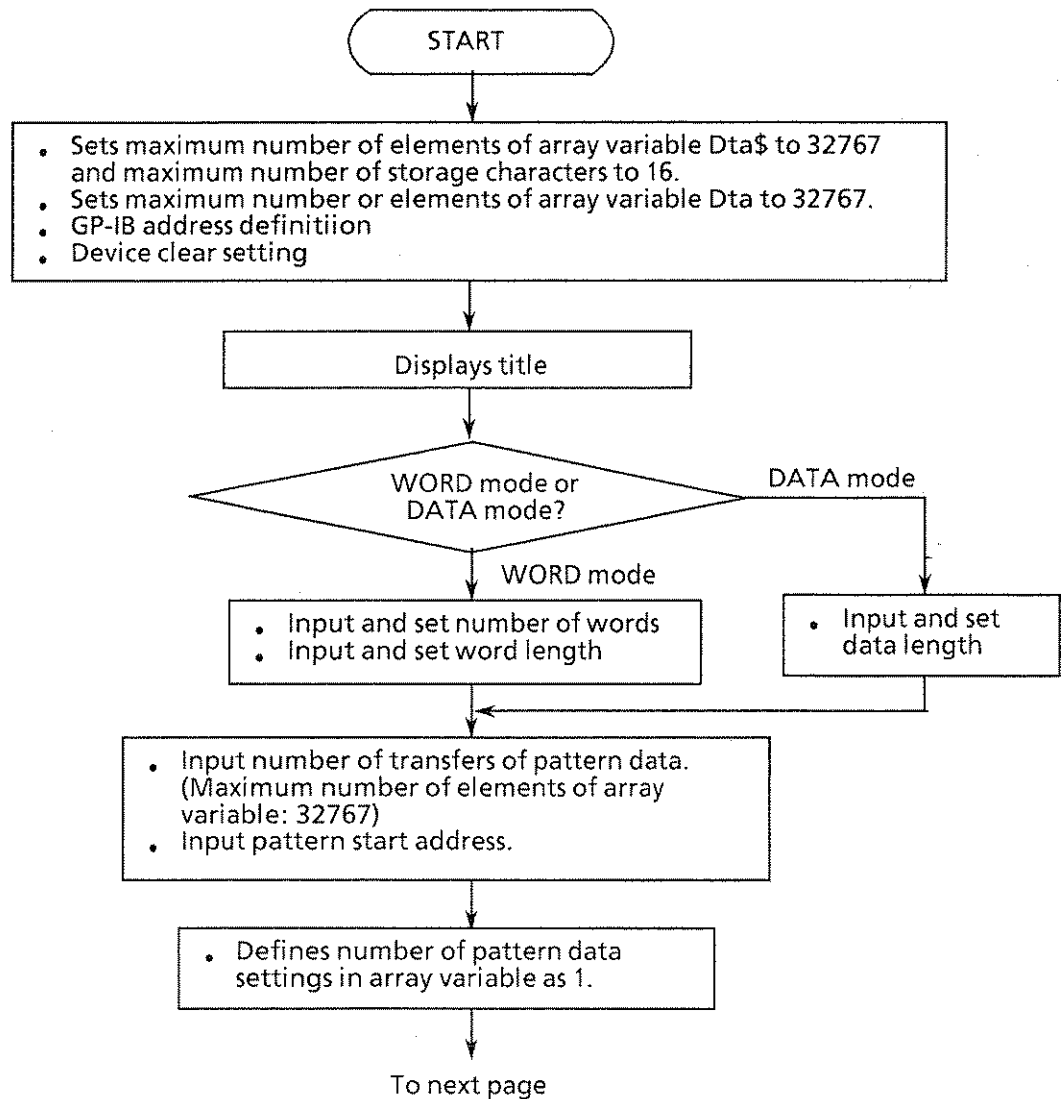 START
• Sets maximum number of elements of array variable Dta$ to 32767
and maximum number of storage characters to 16.
• Sets maximum number or elements of array variable Dta to 32767.
• GP-IB address definitiion
• Device clear setting
Displays title
WORD mode or
DATA mode?
DATA mode
WORD mode
• Input and set number of words
• Input and set word length
• Input and set
data length
• Input number of transfers of pattern data.
(Maximum number of elements of array
variable: 32767)
• Input pattern start address.
• Defines number of pattern data
settings in array variable as 1.
To next page